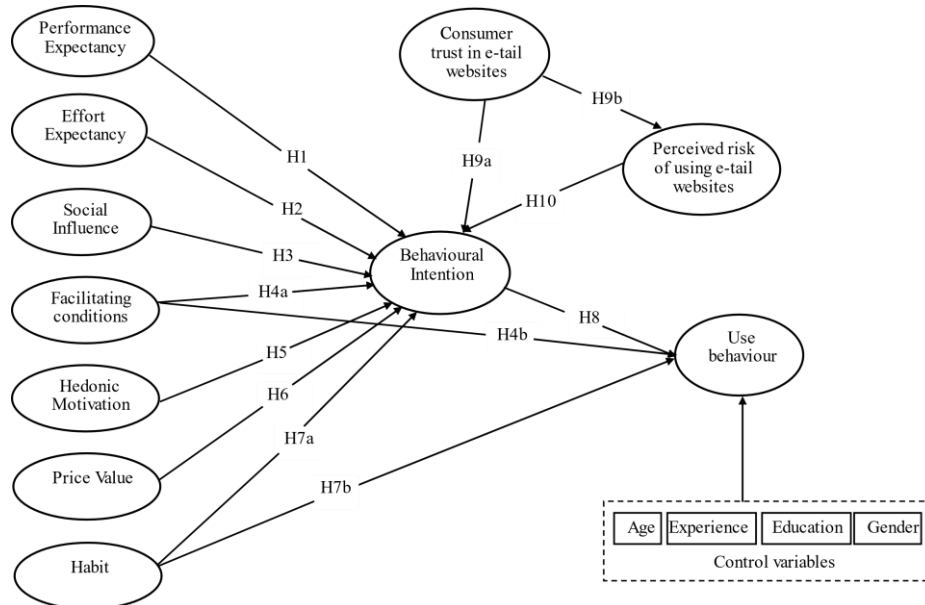 Performance
Expectancy
Consumer
trust in e-tail
websites
H9b
Effort
Expectancy
H1
H9a
Perceived risk
of using e-tail
websites
H10
H2
Social
Influence
H3
Behavioural
Intention
Facilitating
conditions
H4a
H8
H4b
Use
behaviour
H5
Hedonic
Motivation
H6
H7a
Price Value
H7b
Age
Experience
Education
Gender
Control variables
Habit